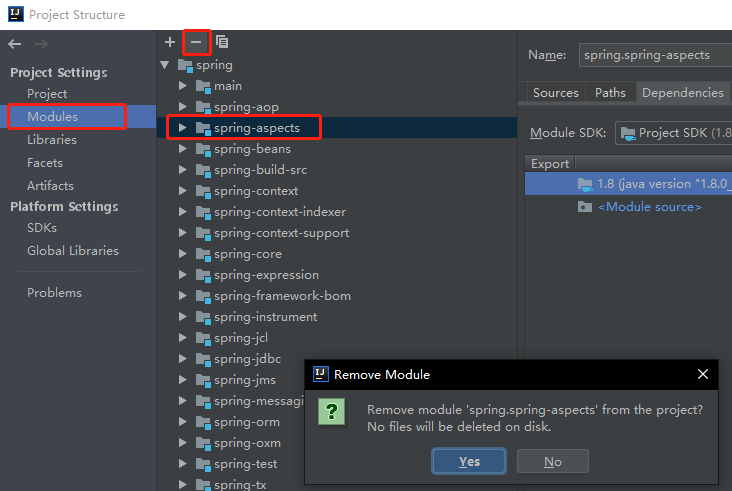 Project Structure
Project Settings
Project
Modules
Libraries
Facets
Artifacts
Platform Settings
SDKs
Global Libraries
Problems
spring
main
spring-aop
spring-aspects
spring-beans
spring-build-src
spring-context
spring-context-indexer
spring-context-support
spring-core
spring-expression
spring-framework-bom
spring-instrument
spring-jcl
spring-jdbc
spring-jms
spring-messagi
spring-orm
spring-oxm
spring-test
spring-tx
Name: spring.spring-aspects
Sources Paths Dependencies
Module SDK: Project SDK (1.8
Export
1.8 (java version "1.8.0_
<Module source>
Remove Module
Remove module 'spring.spring-aspects' from the project?
No files will be deleted on disk.
Yes No